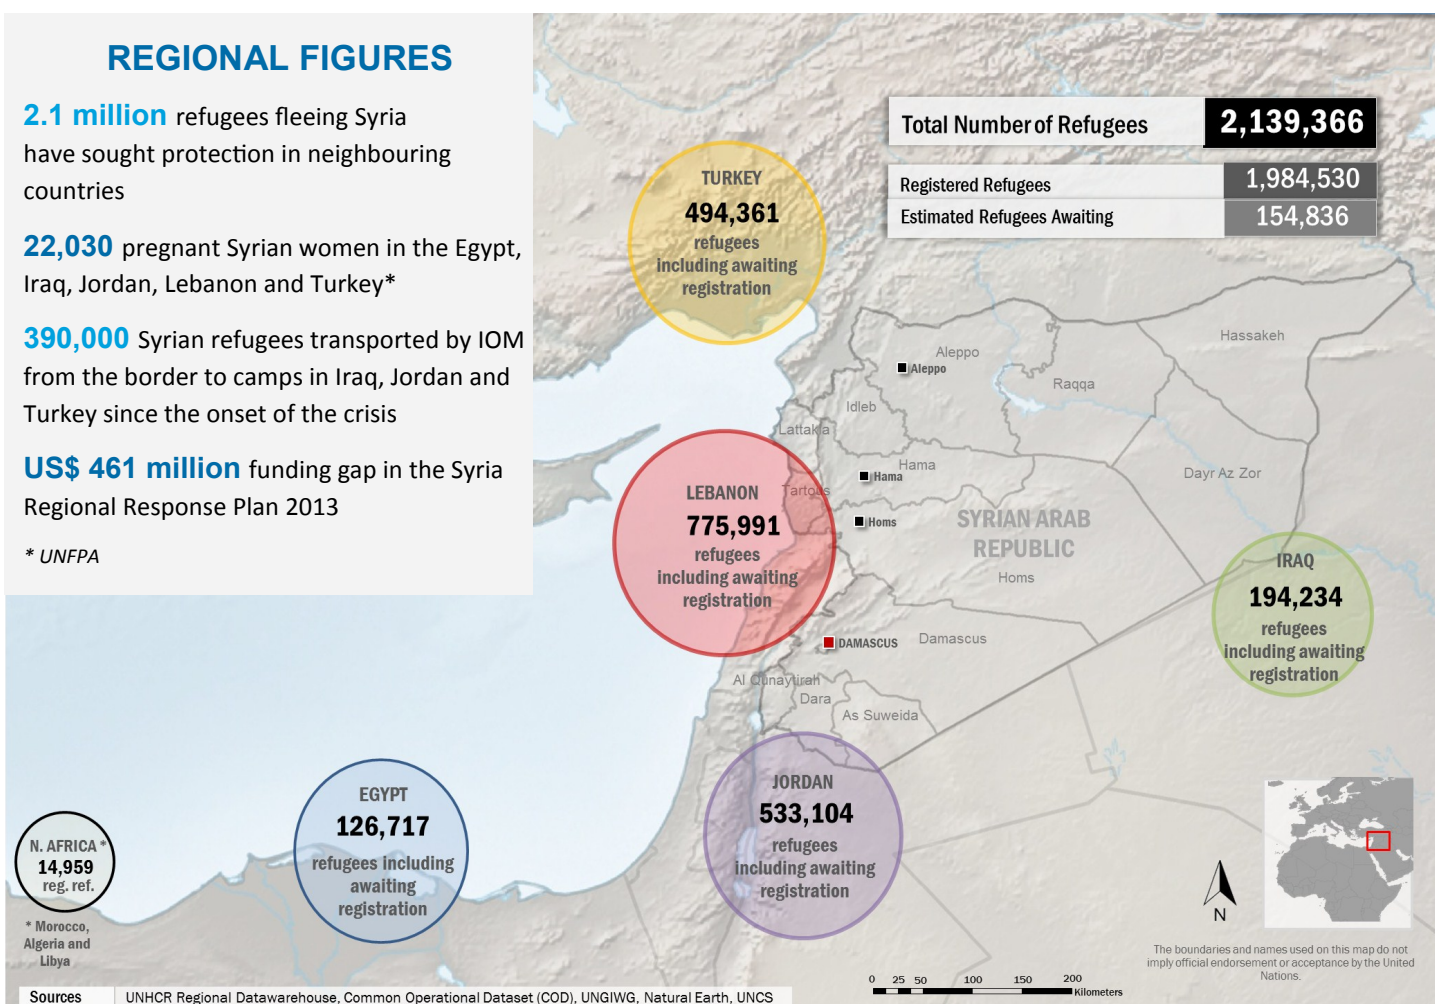 REGIONAL FIGURES
2.1 million refugees fleeing Syria
have sought protection in neighbouring
countries
22,030 pregnant Syrian women in the Egypt,
Iraq, Jordan, Lebanon and Turkey*
390,000 Syrian refugees transported by IOM
from the border to camps in Iraq, Jordan and
Turkey since the onset of the crisis
US$ 461 million funding gap in the Syria
Regional Response Plan 2013
* UNFPA
Total Number of Refugees 2,139,366
Registered Refugees 1,984,530
Estimated Refugees Awaiting 154,836
TURKEY
494,361
refugees
including awaiting
registration
Hassakeh
Aleppo
Aleppo
Raqqa
Idleb
Lattakia
Hama
Hama
Dayr Az Zor
Tartous
LEBANON
775,991
refugees
including awaiting
registration
Homs
SYRIAN ARAB
REPUBLIC
Homs
IRAQ
194,234
refugees
including awaiting
registration
DAMASCUS
Damascus
Al Qunaytirah
Dara
As Suweida
JORDAN
533,104
refugees
including awaiting
registration
EGYPT
126,717
refugees including
awaiting
registration
N. AFRICA *
14,959
reg. ref.
* Morocco,
Algeria and
Libya
N
The boundaries and names used on this map do not
imply official endorsement or acceptance by the United
Nations.
0 25 50 100 150 200
Kilometers
Sources UNHCR Regional Datawarehouse, Common Operational Dataset (COD), UNGIWG, Natural Earth, UNCS